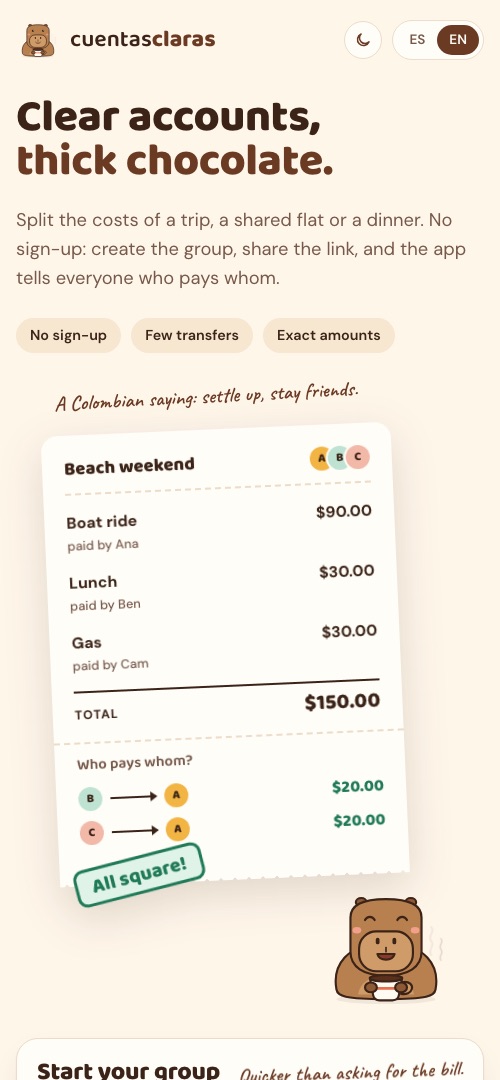 cuentasclaras
ES EN
Clear accounts,
thick chocolate.
Split the costs of a trip, a shared flat or a dinner. No
sign-up: create the group, share the link, and the app
tells everyone who pays whom.
No sign-up Few transfers Exact amounts
A Colombian saying: settle up, stay friends.
Beach weekend A B C
Boat ride $90.00
paid by Ana
Lunch $30.00
paid by Ben
Gas $30.00
paid by Cam
TOTAL $150.00
Who pays whom?
B A $20.00
C A $20.00
All square!
Start your group Quicker than asking for the bill.